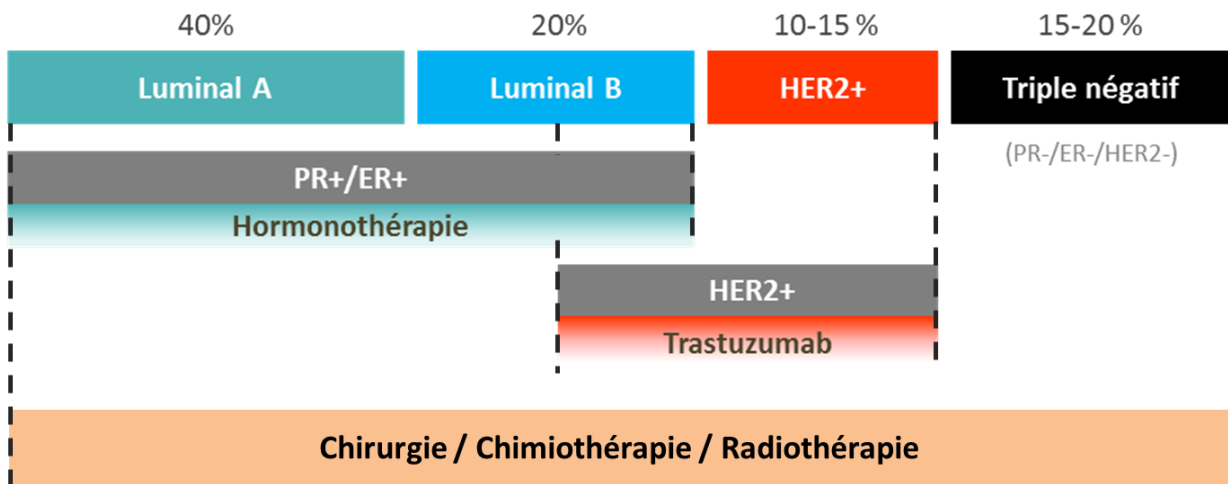 40% 20% 10-15 % 15-20 %
Luminal A Luminal B HER2+ Triple négatif
(PR-/ER-/HER2-)
PR+/ER+
Hormonothérapie
HER2+
Trastuzumab
Chirurgie / Chimiothérapie / Radiothérapie